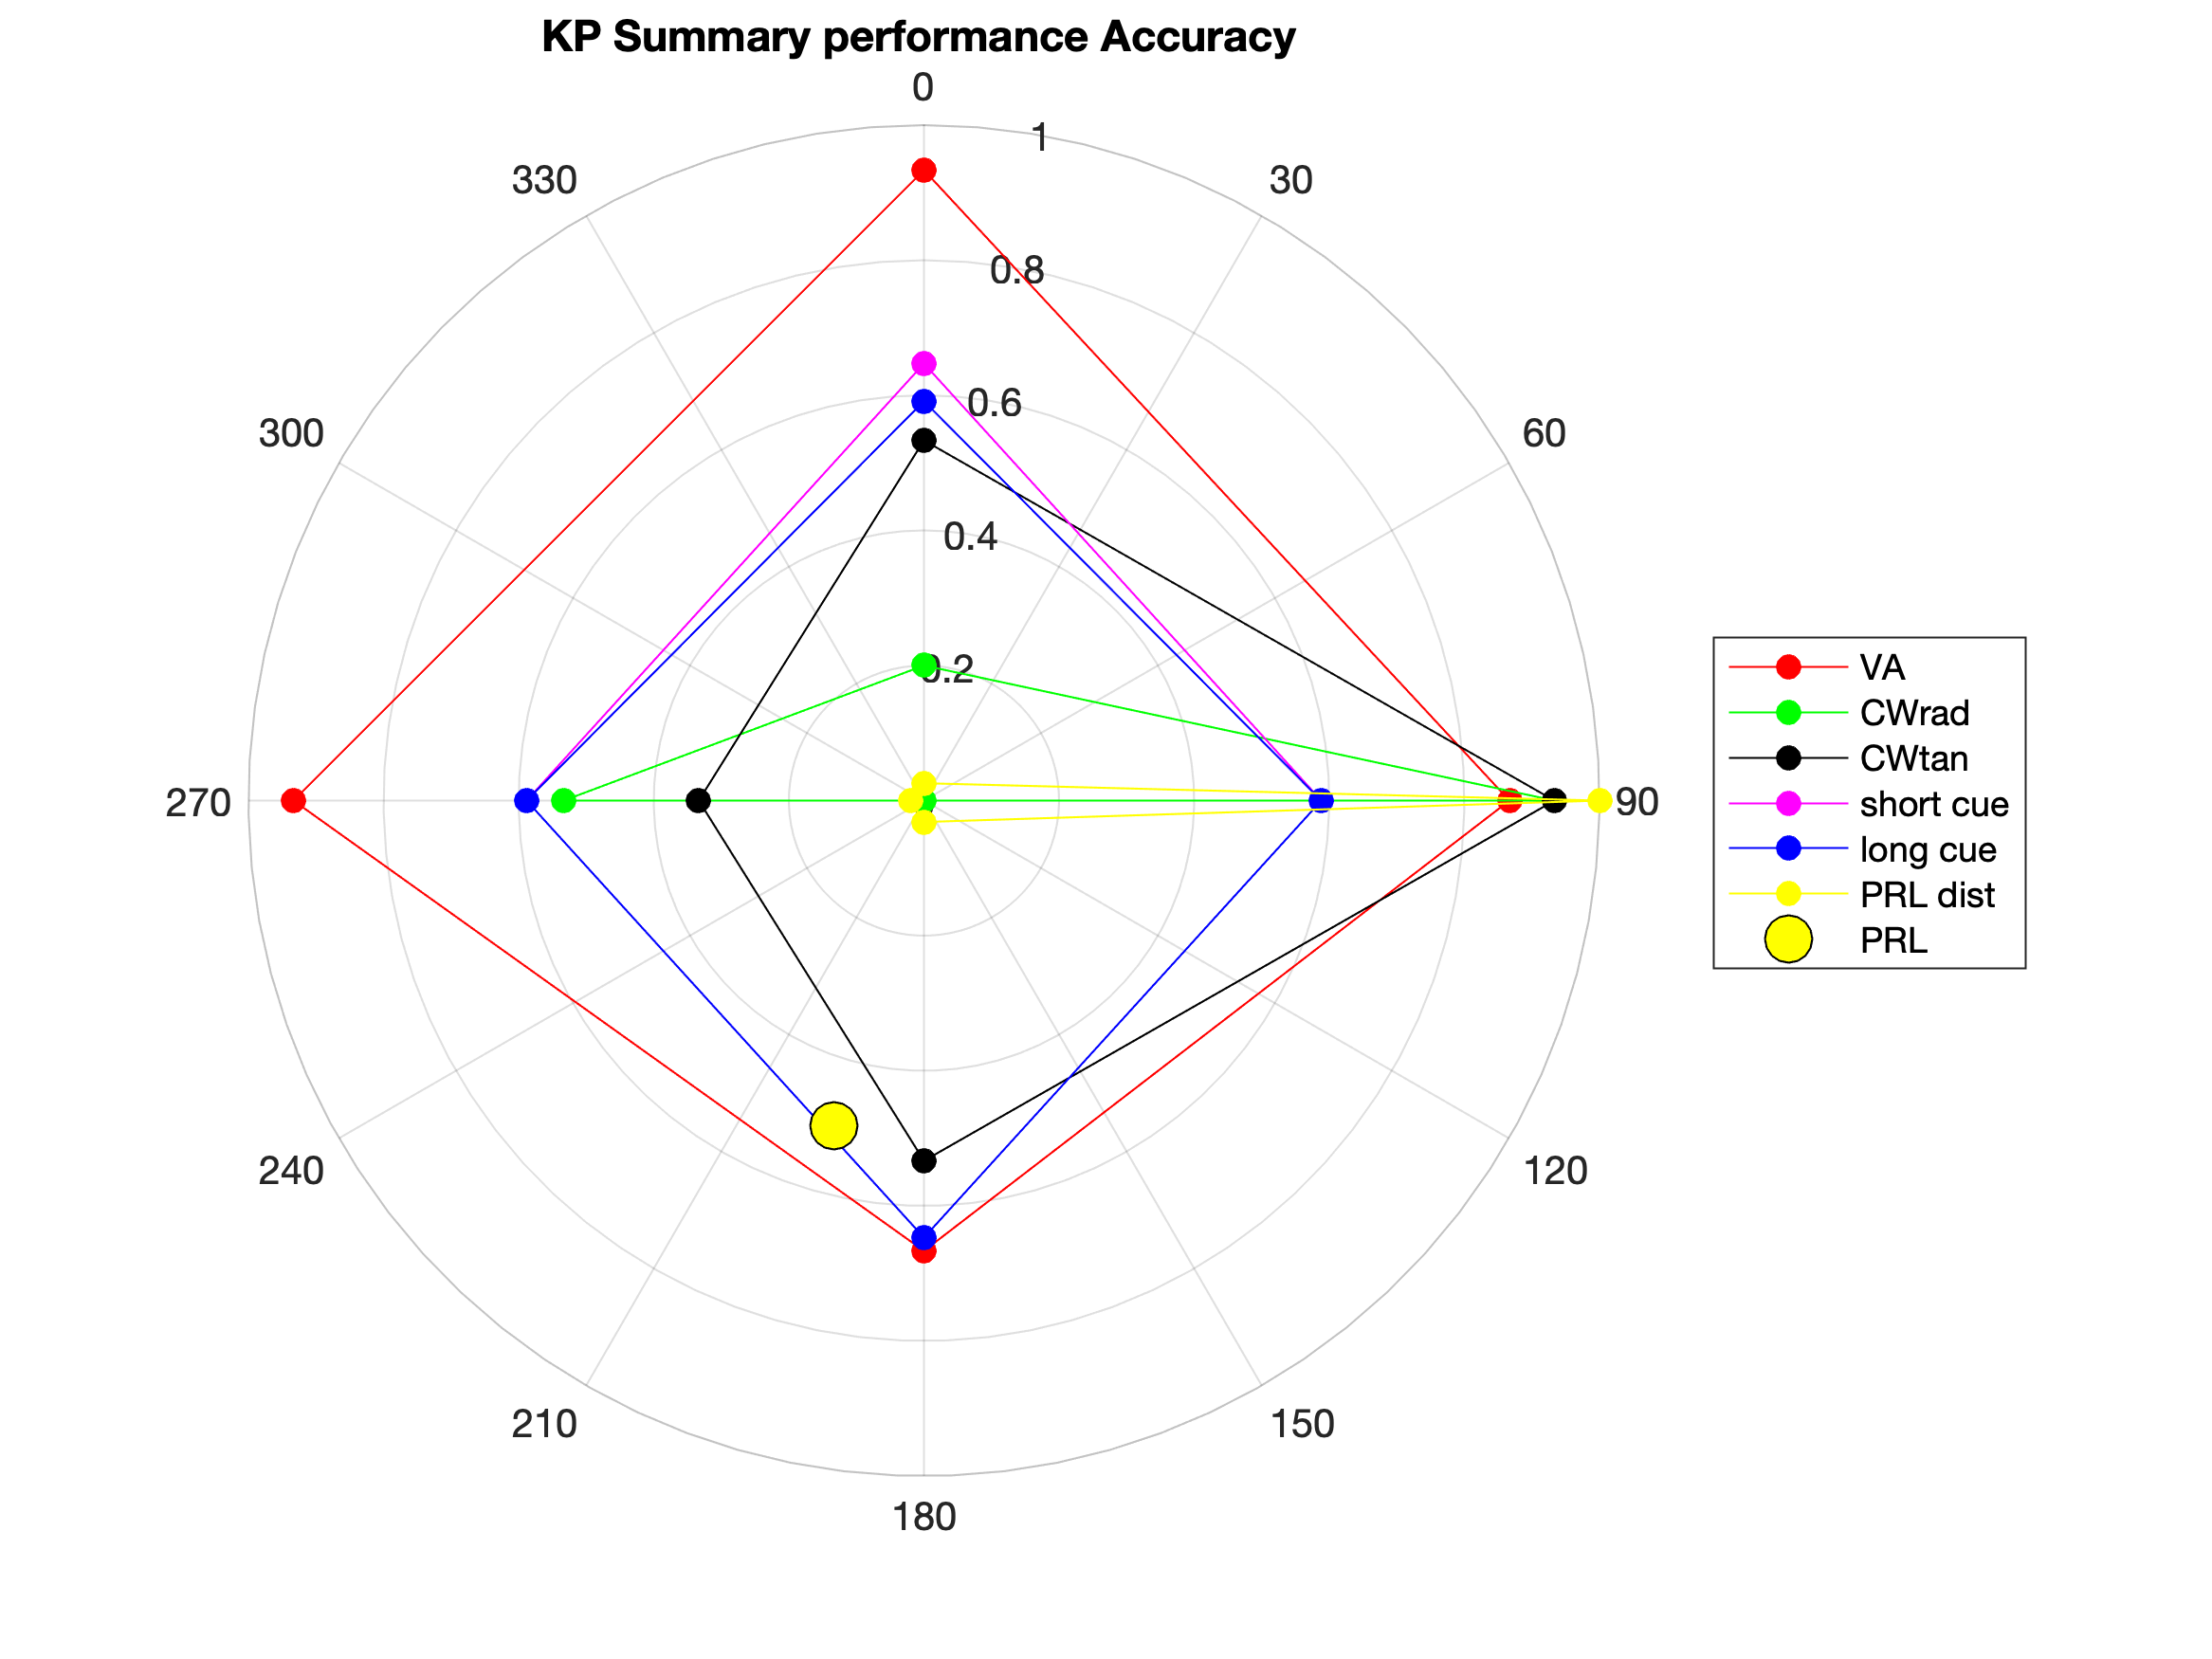 KP Summary performance Accuracy
0
1
330
30
0.8
300
60
0.6
0.4
0.2
270
90
240
120
210
150
180
VA
CWrad
CWtan
short cue
long cue
PRL dist
PRL